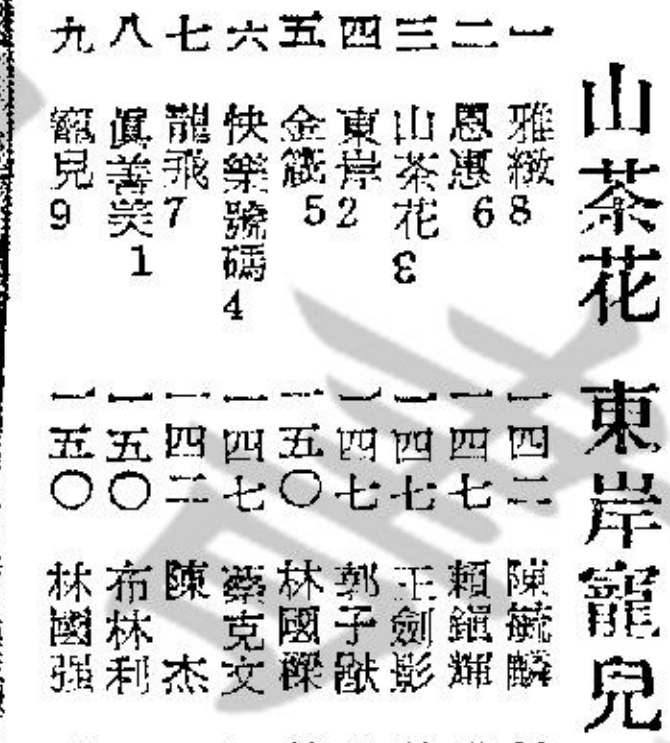 山茶花 東岸寵兒
一 雅緻8 一四二 陳毓麟
二 恩惠6 一四七 賴鎮輝
三 山茶花3 一四七 王劍影
四 東岸2 一四七 郭子猷
五 金箴5 一五〇 林國樑
六 快樂號碼4 一四七 蔡克文
七 龍飛7 一四二 陳杰
八 眞善美1 一五〇 布林利
九 寵兒9 一五〇 林國强